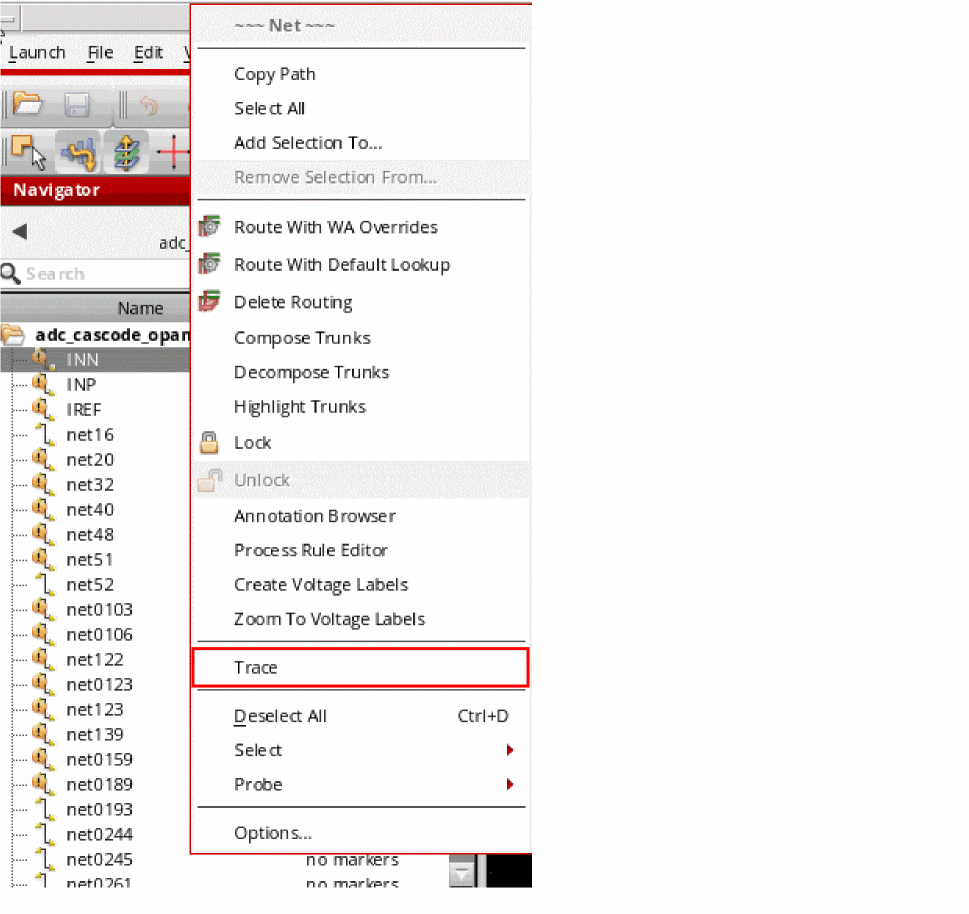 ~~~ Net ~~~
Launch File Edit
Copy Path
Select All
Add Selection To...
Remove Selection From...
Navigator
Route With WA Overrides
adc_
Route With Default Lookup
Search
Delete Routing
Name
adc_cascode_opam
Compose Trunks
INN
Decompose Trunks
INP
Highlight Trunks
IREF
net16
Lock
net20
Unlock
net32
net40
Annotation Browser
net48
Process Rule Editor
net51
Create Voltage Labels
net52
net0103
Zoom To Voltage Labels
net0106
net122
Trace
net0123
net123
Deselect All Ctrl+D
net139
Select
net0159
Probe
net0189
net0193
net0244
Options...
net0245 no markers
net0261 no markers